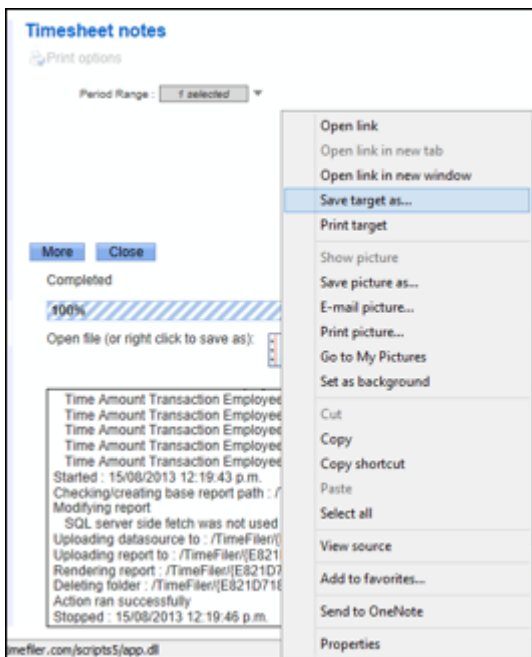 Timesheet notes
Print options
Period Range : 1 selected
More Close
Completed
100%
Open file (or right click to save as):
Time Amount Transaction Employee
Time Amount Transaction Employee
Time Amount Transaction Employee
Time Amount Transaction Employee
Time Amount Transaction Employee
Started : 15/08/2013 12:19:43 p.m.
Checking/creating base report path : /
Modifying report
SQL server side fetch was not used
Uploading datasource to : /TimeFiler/
Uploading report to : /TimeFiler/{E821
Rendering report : /TimeFiler/{E821D7
Deleting folder : /TimeFiler/{E821D718
Action ran successfully
Stopped : 15/08/2013 12:19:46 p.m.
mefiler.com/scripts5/app.dll
Open link
Open link in new tab
Open link in new window
Save target as...
Print target
Show picture
Save picture as...
E-mail picture...
Print picture...
Go to My Pictures
Set as background
Cut
Copy
Copy shortcut
Paste
Select all
View source
Add to favorites...
Send to OneNote
Properties